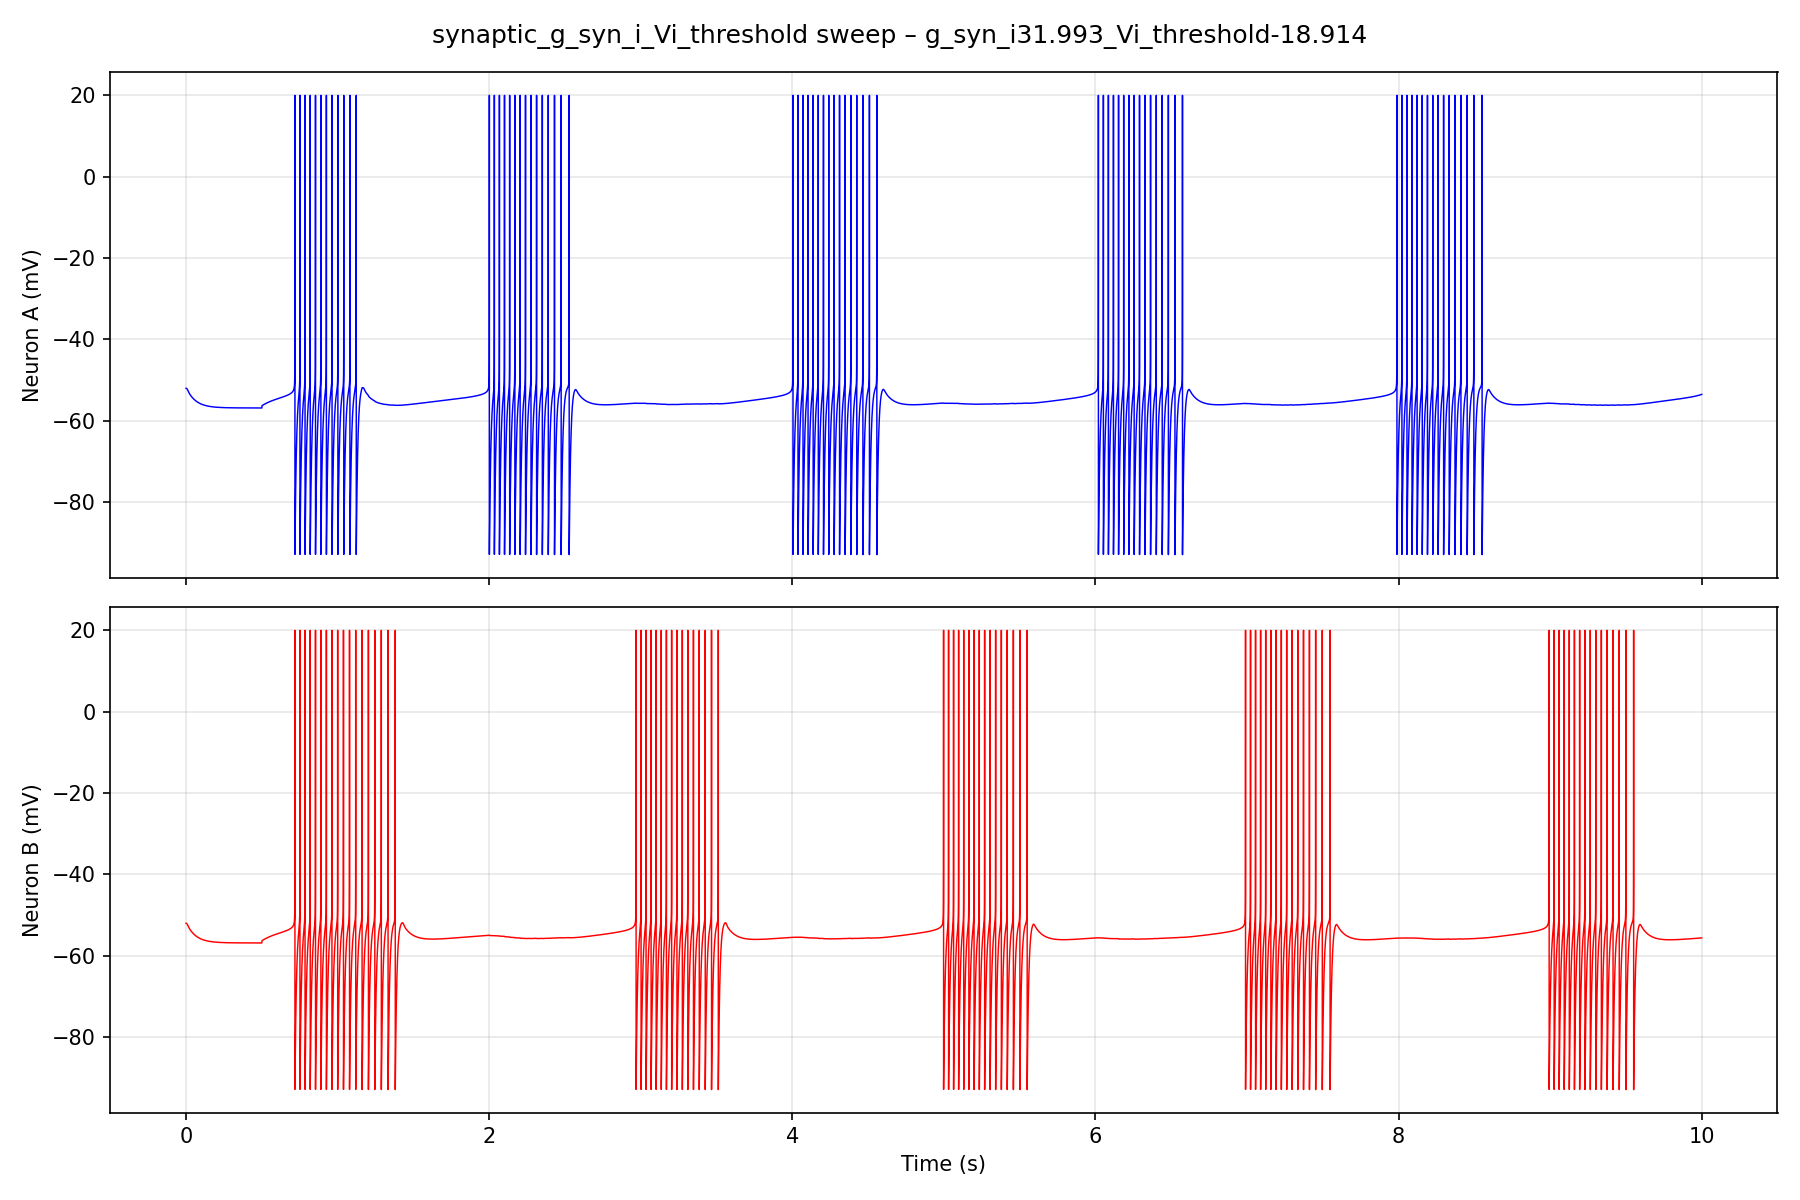 synaptic_g_syn_i_Vi_threshold sweep – g_syn_i31.993_Vi_threshold-18.914
20
0
−20
−40
−60
−80
Neuron A (mV)
20
0
−20
−40
−60
−80
Neuron B (mV)
0 2 4 6 8 10
Time (s)